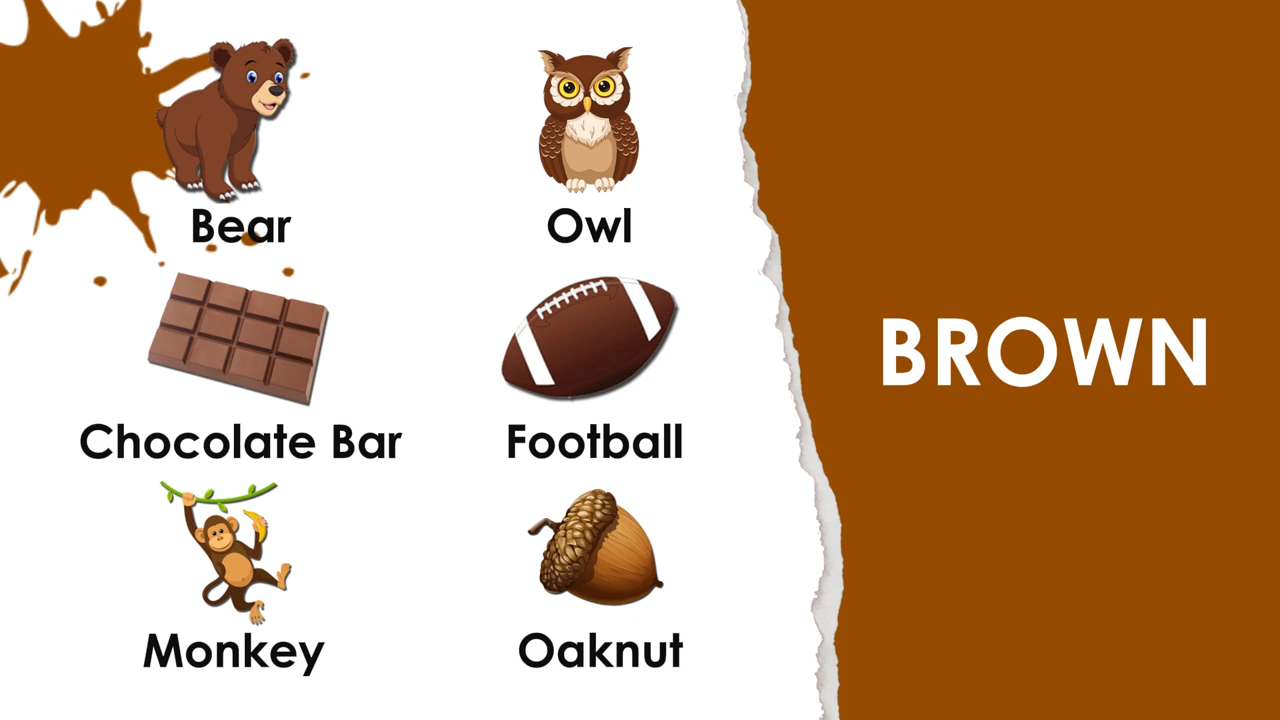 Bear
Owl
Chocolate Bar
Football
Monkey
Oaknut
BROWN